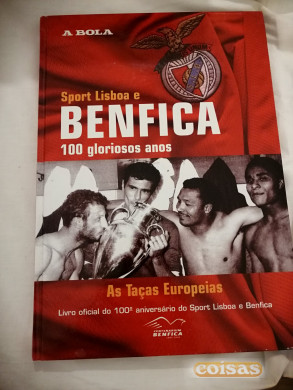 A BOLA
Sport Lisboa e
BENFICA
100 gloriosos anos
As Taças Europeias
Livro oficial do 100º aniversário do Sport Lisboa e Benfica
BENFICA
coisas